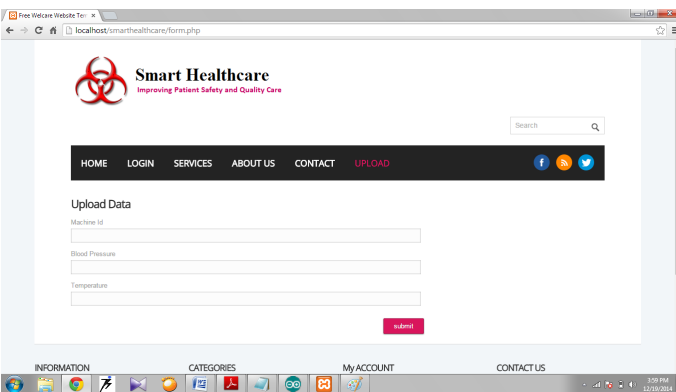 Free Welcare Website Tem
localhost/smarthealthcare/form.php
Smart Healthcare
Improving Patient Safety and Quality Care
Search
HOME LOGIN SERVICES ABOUT US CONTACT UPLOAD
Upload Data
Machine Id
Blood Pressure
Temperature
submit
INFORMATION CATEGORIES My ACCOUNT CONTACT US
3:59 PM
12/19/2014